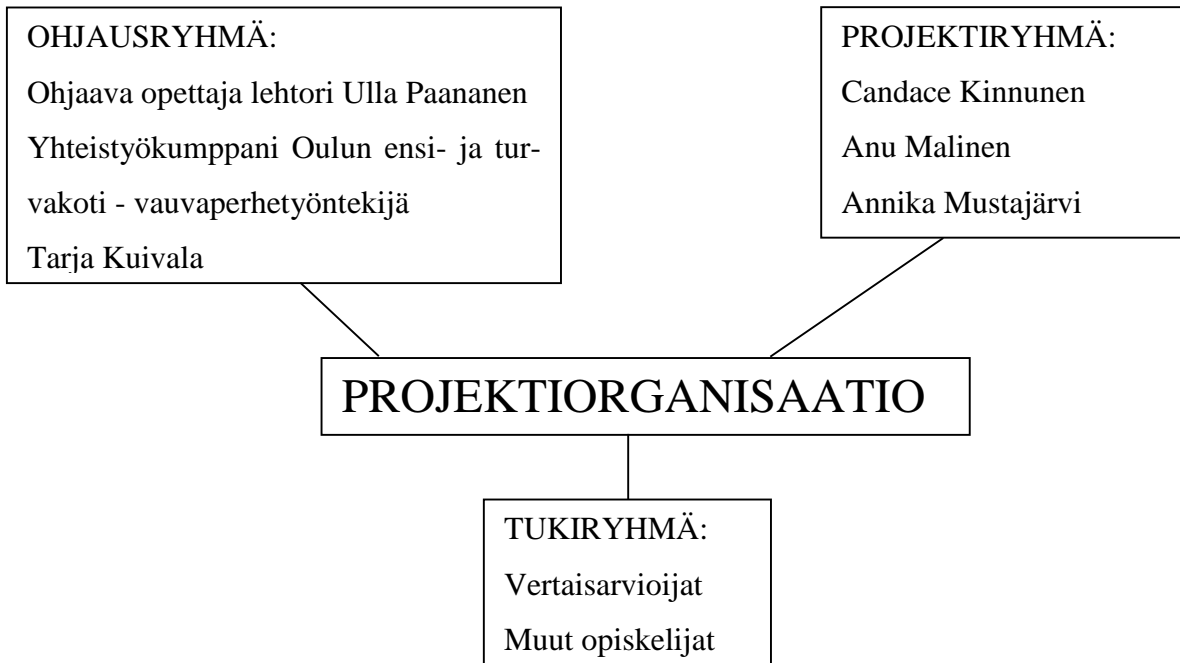 OHJAUSRYHMÄ:
Ohjaava opettaja lehtori Ulla Paananen
Yhteistyökumppani Oulun ensi- ja tur-
vakoti - vauvaperhetyöntekijä
Tarja Kuivala
PROJEKTIRYHMÄ:
Candace Kinnunen
Anu Malinen
Annika Mustajärvi
PROJEKTIORGANISAATIO
TUKIRYHMÄ:
Vertaisarvioijat
Muut opiskelijat